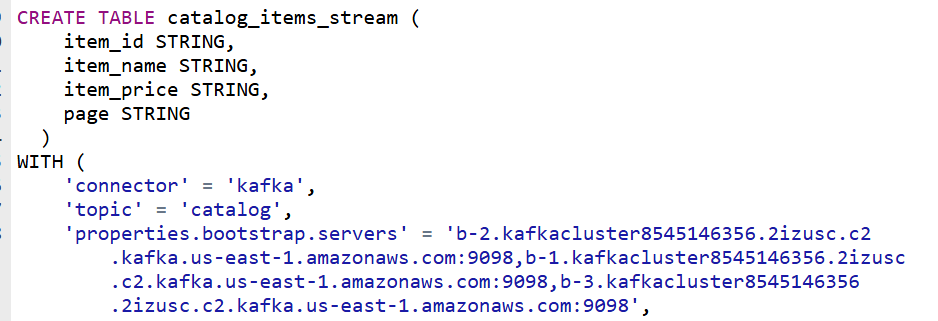 CREATE TABLE catalog_items_stream (
    item_id STRING,
    item_name STRING,
    item_price STRING,
    page STRING
  )
WITH (
    'connector' = 'kafka',
    'topic' = 'catalog',
    'properties.bootstrap.servers' = 'b-2.kafkacluster8545146356.2izusc.c2
        .kafka.us-east-1.amazonaws.com:9098,b-1.kafkacluster8545146356.2izusc
        .c2.kafka.us-east-1.amazonaws.com:9098,b-3.kafkacluster8545146356
        .2izusc.c2.kafka.us-east-1.amazonaws.com:9098',